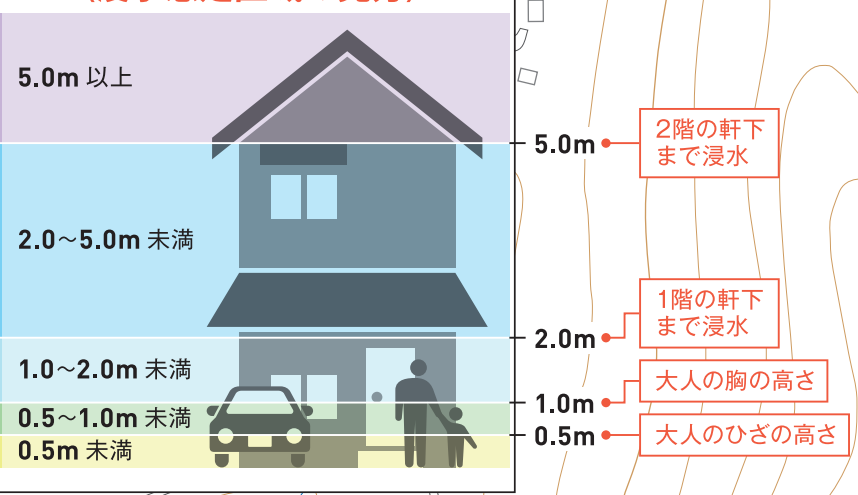 5.0m 以上
2.0〜5.0m 未満
1.0〜2.0m 未満
0.5〜1.0m 未満
0.5m 未満
5.0m
2階の軒下
まで浸水
2.0m
1階の軒下
まで浸水
1.0m
大人の胸の高さ
0.5m
大人のひざの高さ